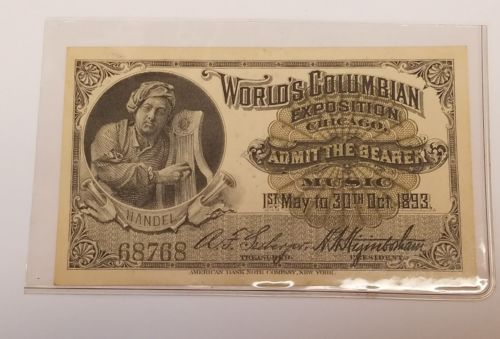 WORLD'S COLUMBIAN
EXPOSITION
CHICAGO,
ADMIT THE BEARER
MUSIC
1ST May to 30TH Oct. 1893.
HANDEL
68768
A. F. Seeberger
TREASURER.
PRESIDENT
AMERICAN BANK NOTE COMPANY, NEW YORK.